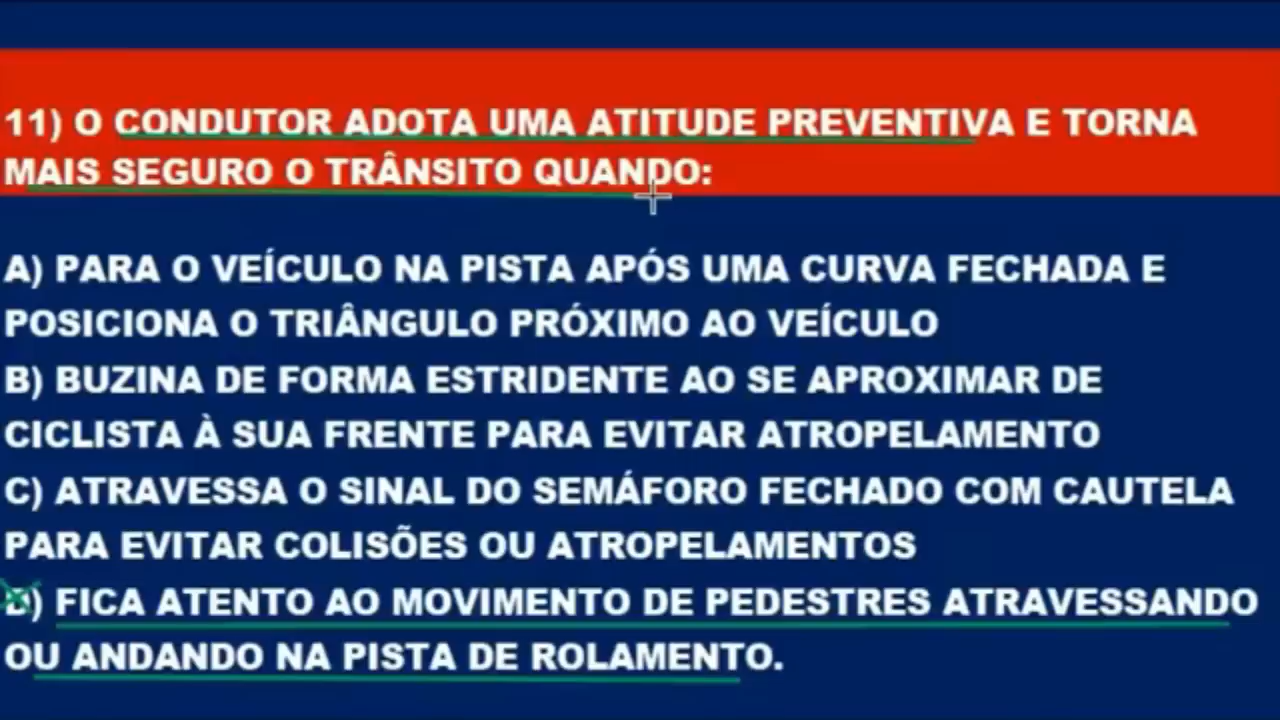 11) O CONDUTOR ADOTA UMA ATITUDE PREVENTIVA E TORNA
MAIS SEGURO O TRÂNSITO QUANDO:
A) PARA O VEÍCULO NA PISTA APÓS UMA CURVA FECHADA E
POSICIONA O TRIÂNGULO PRÓXIMO AO VEÍCULO
B) BUZINA DE FORMA ESTRIDENTE AO SE APROXIMAR DE
CICLISTA À SUA FRENTE PARA EVITAR ATROPELAMENTO
C) ATRAVESSA O SINAL DO SEMÁFORO FECHADO COM CAUTELA
PARA EVITAR COLISÕES OU ATROPELAMENTOS
D) FICA ATENTO AO MOVIMENTO DE PEDESTRES ATRAVESSANDO
OU ANDANDO NA PISTA DE ROLAMENTO.